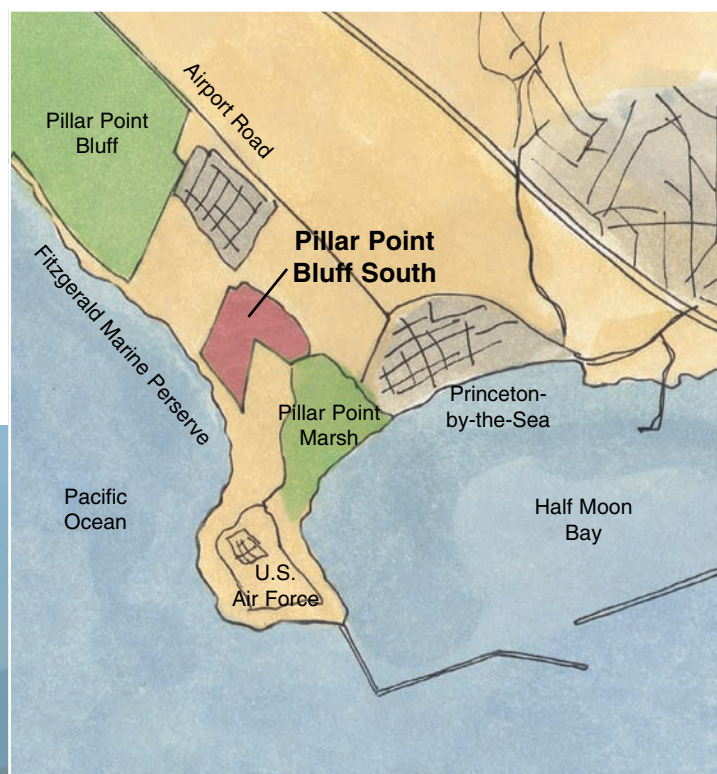 Pillar Point
Bluff
Airport Road
Pillar Point
Bluff South
Fitzgerald Marine Perserve
Pillar Point
Marsh
Princeton-
by-the-Sea
Pacific
Ocean
Half Moon
Bay
U.S.
Air Force